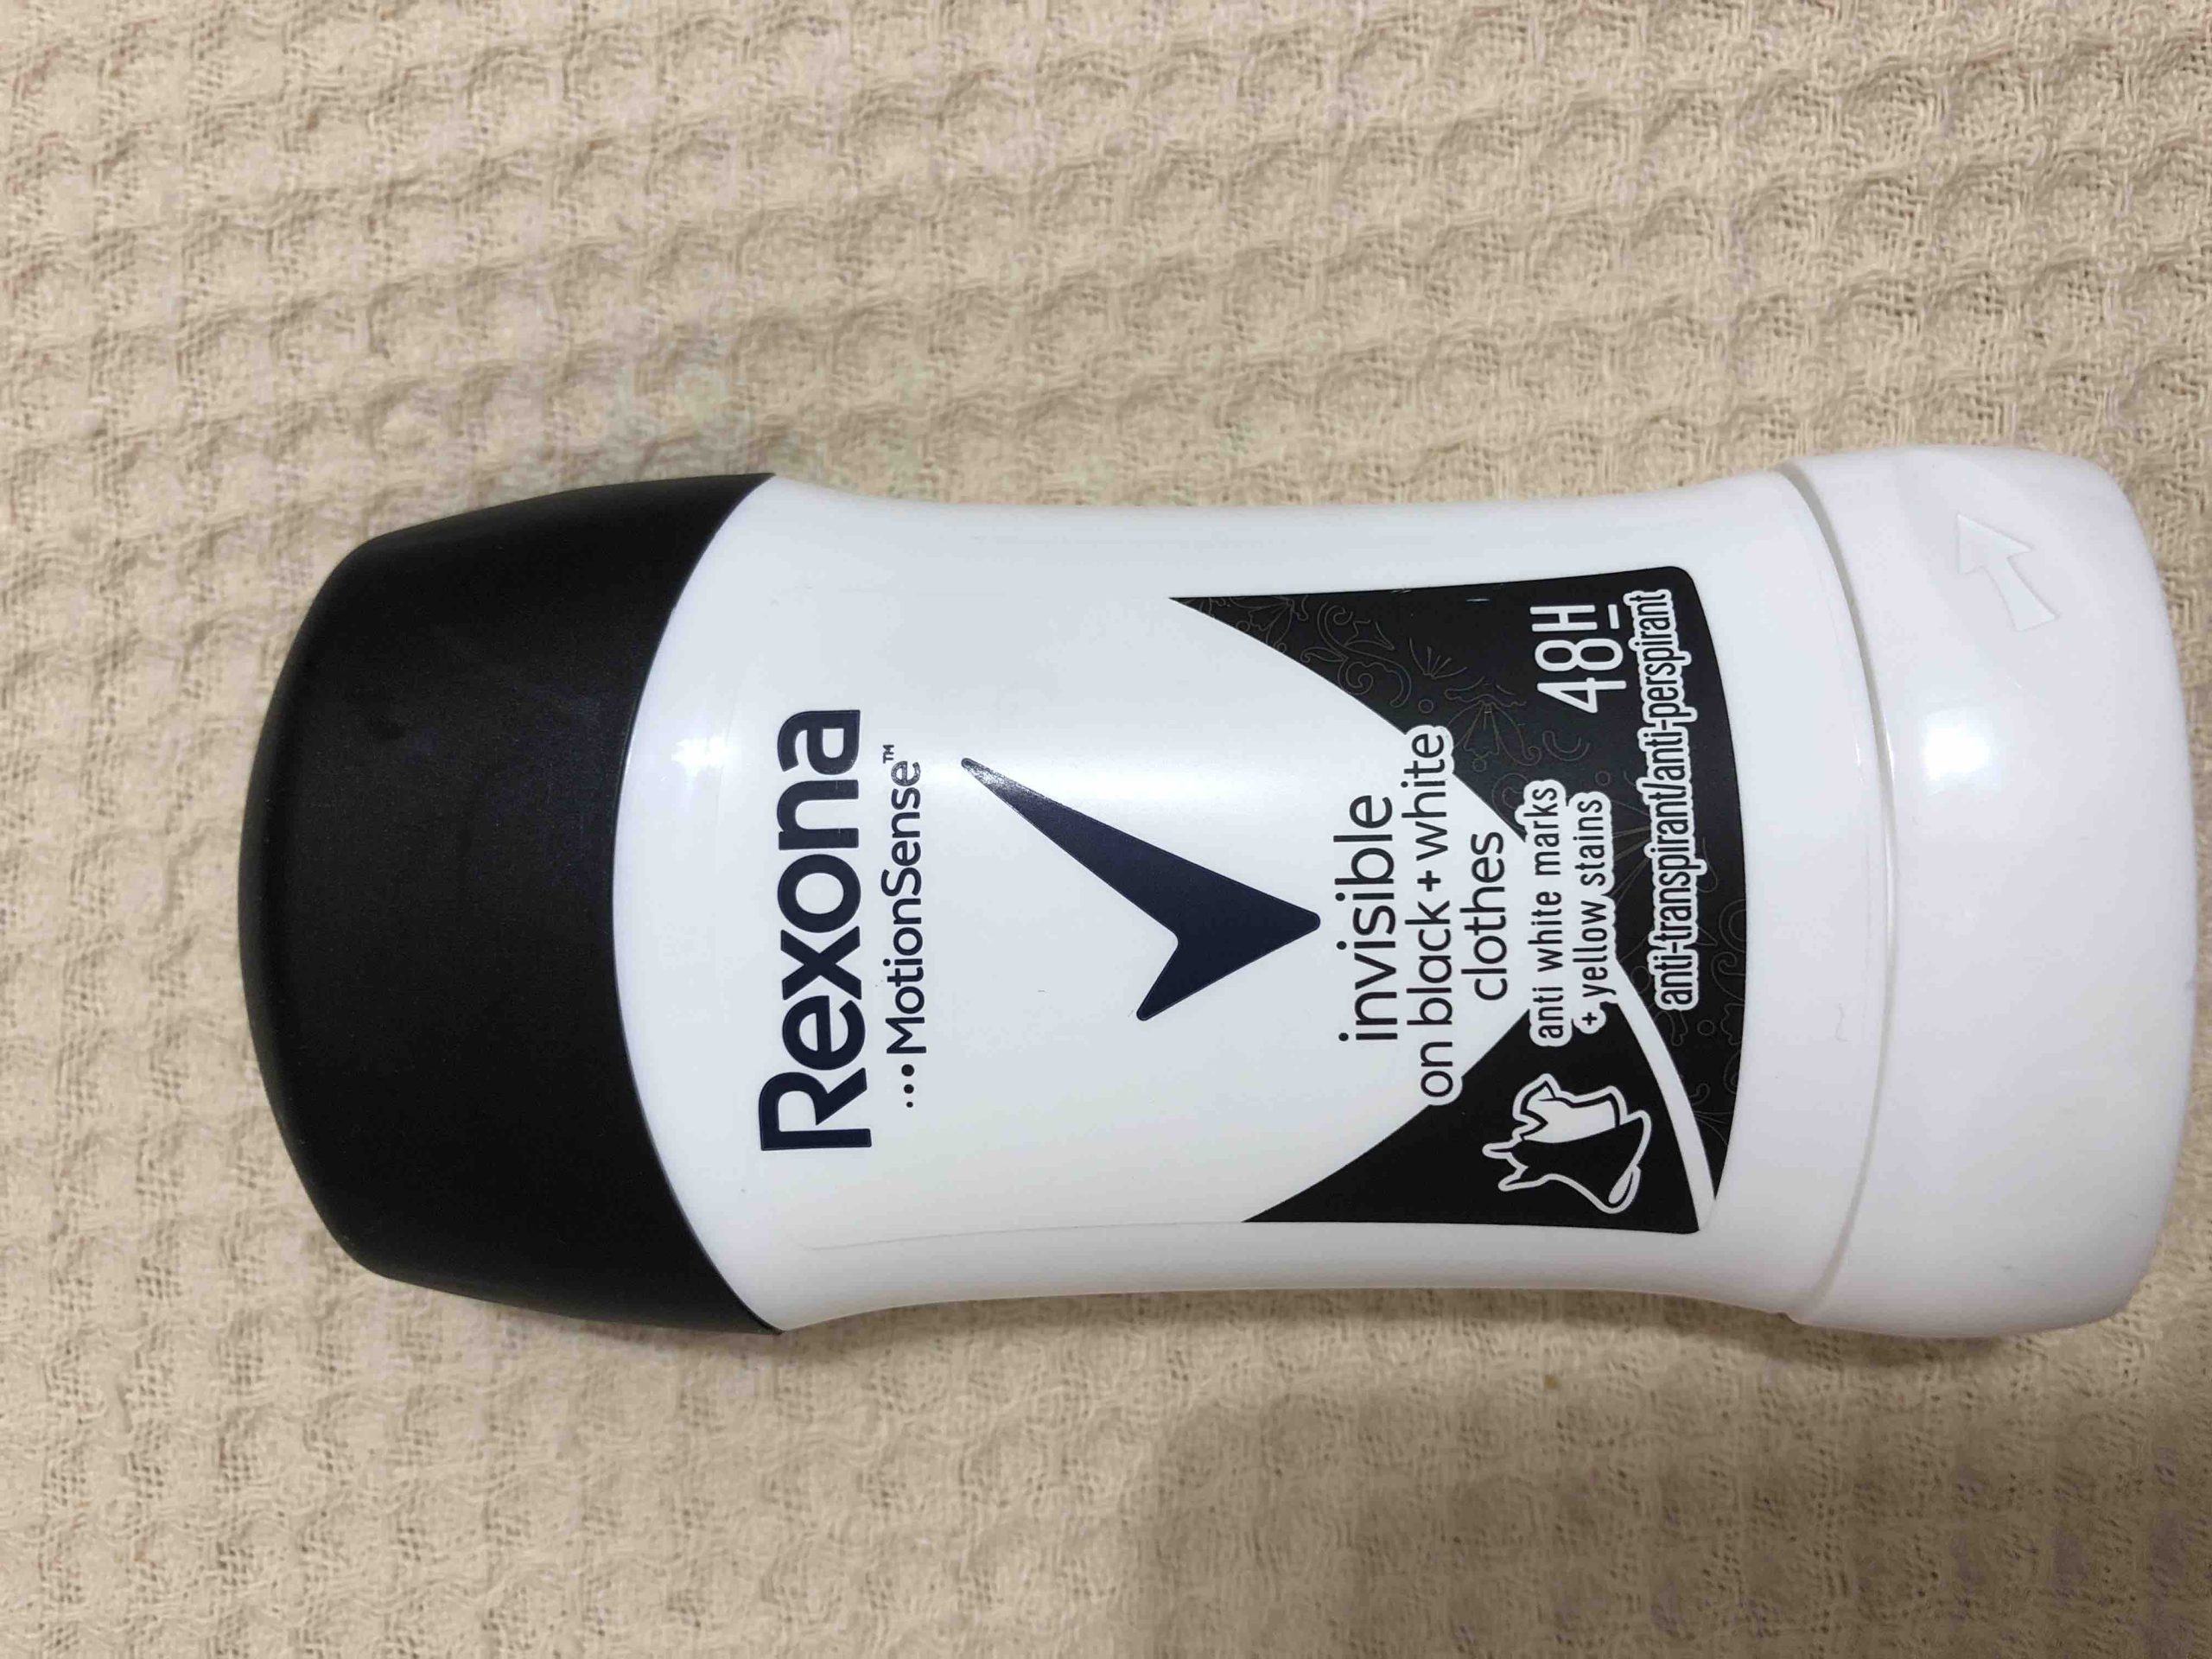 Rexona
MotionSense™
invisible
on black + white
clothes
anti white marks
+ yellow stains
48H
anti-transpirant/anti-perspirant